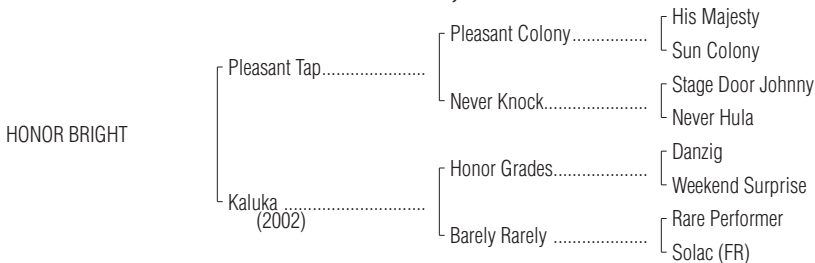 His Majesty
Pleasant Colony................
Sun Colony
Pleasant Tap......................
Stage Door Johnny
Never Knock......................
Never Hula
HONOR BRIGHT
Danzig
Honor Grades....................
Weekend Surprise
Kaluka ..............................
(2002)
Rare Performer
Barely Rarely ....................
Solac (FR)